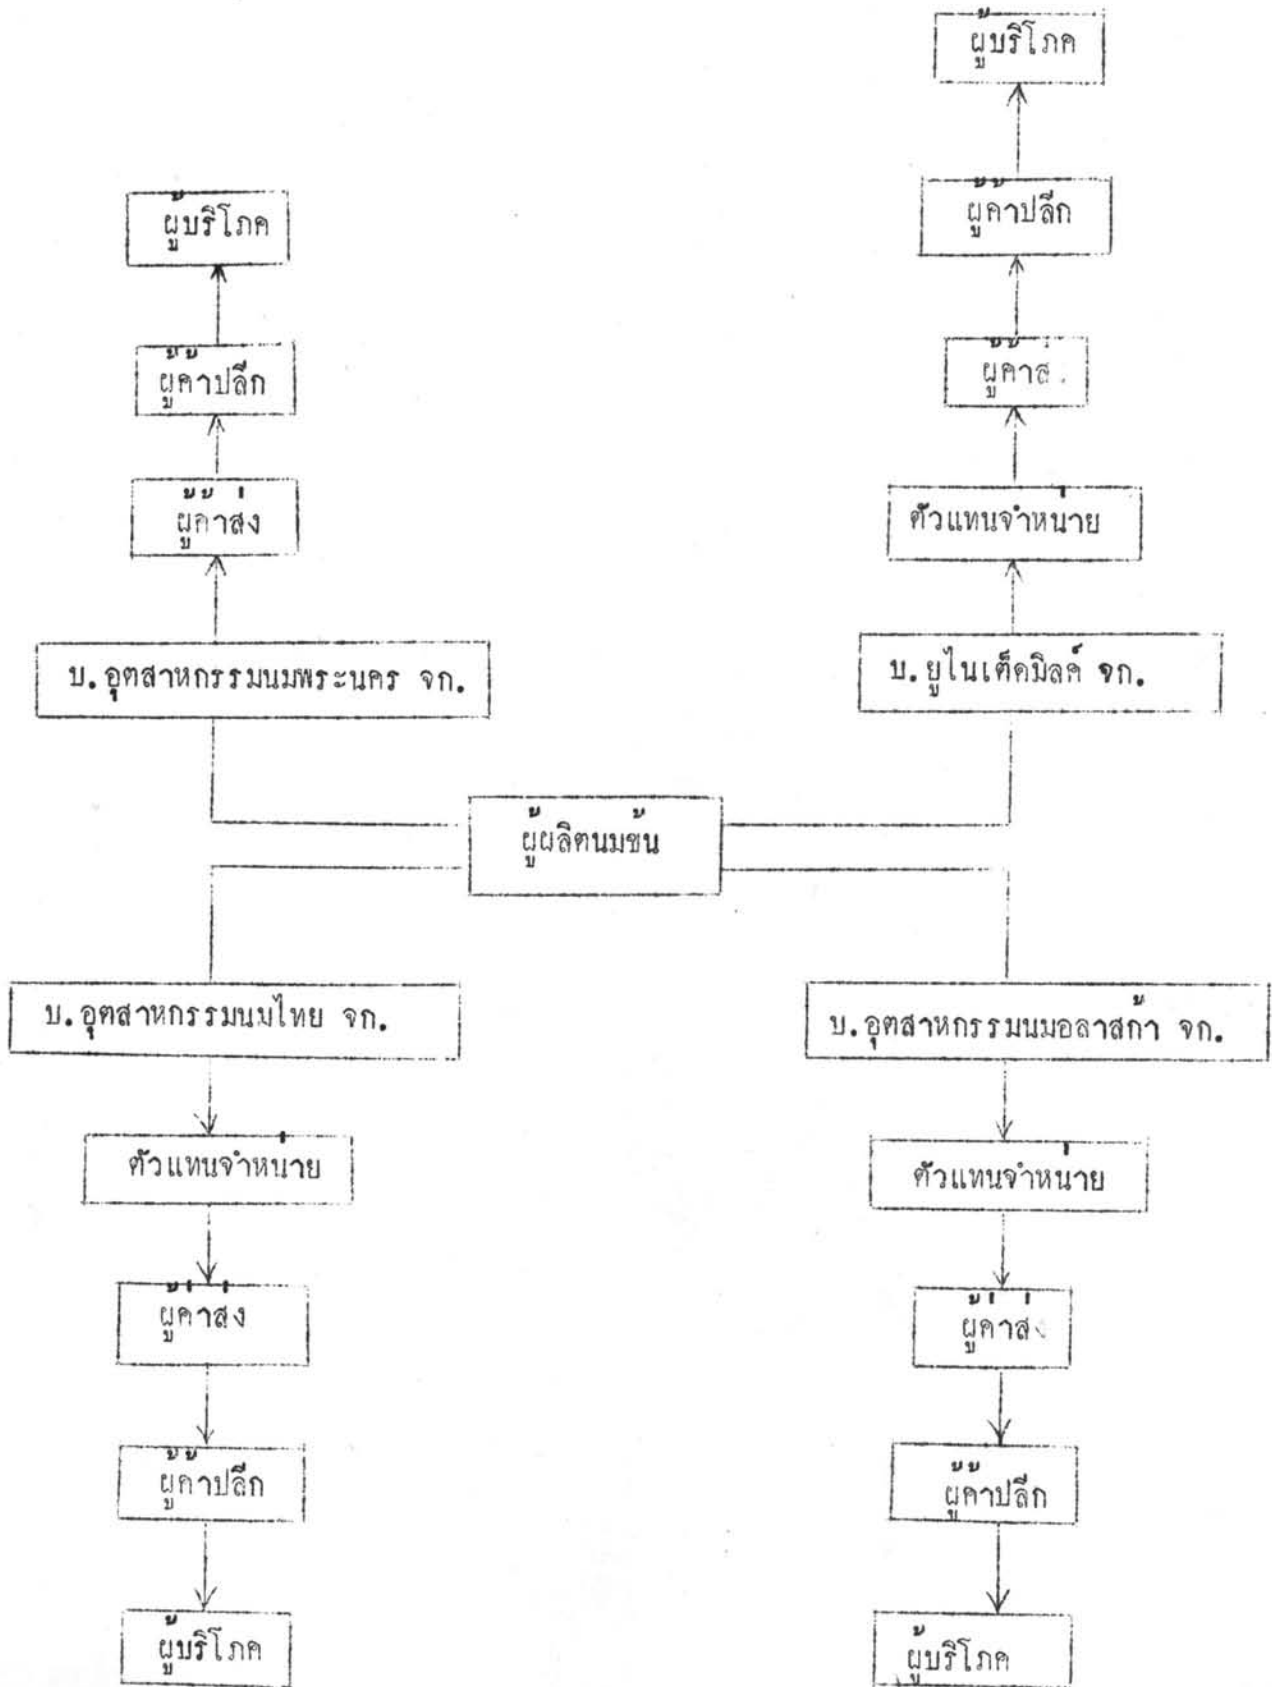 ผู้บริโภค
ผู้ค้าปลีก
ผู้บริโภค
ผู้ค้าปลีก
ผู้ค้าส่ง
ตัวแทนจำหน่าย
บ.อุตสาหกรรมนมพระนคร จก.
บ.ยูไนเต็คมิลค์ จก.
ผู้ผลิตนมข้น
บ.อุตสาหกรรมนมไทย จก.
บ.อุตสาหกรรมนมอลาสก้า จก.
ตัวแทนจำหน่าย
ตัวแทนจำหน่าย
ผู้ค่าส่ง
ผู้ค่าส่ง
ผู้ค้าปลีก
ผู้ค้าปลีก
ผู้บริโภค
ผู้บริโภค